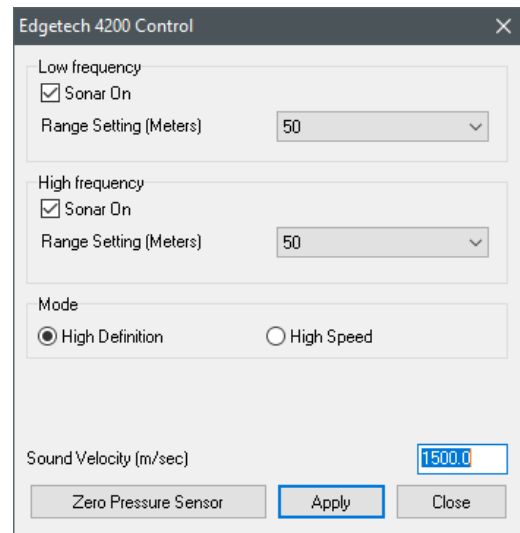 Edgetech 4200 Control
Low frequency
Sonar On
Range Setting (Meters) 50
High frequency
Sonar On
Range Setting (Meters) 50
Mode
High Definition High Speed
Sound Velocity (m/sec) 1500.0
Zero Pressure Sensor Apply Close